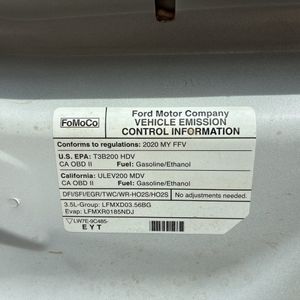 FoMoCo
Ford Motor Company
VEHICLE EMISSION
CONTROL INFORMATION
Conforms to regulations: 2020 MY FFV
U.S. EPA: T3B200 HDV
CA OBD II Fuel: Gasoline/Ethanol
California: ULEV200 MDV
CA OBD II Fuel: Gasoline/Ethanol
DFI/SFI/EGR/TWC/WR-HO2S/HO2S No adjustments needed.
3.5L-Group: LFMXD03.56BG
Evap: LFMXR0185NDJ
LW7E-9C485-
EYT